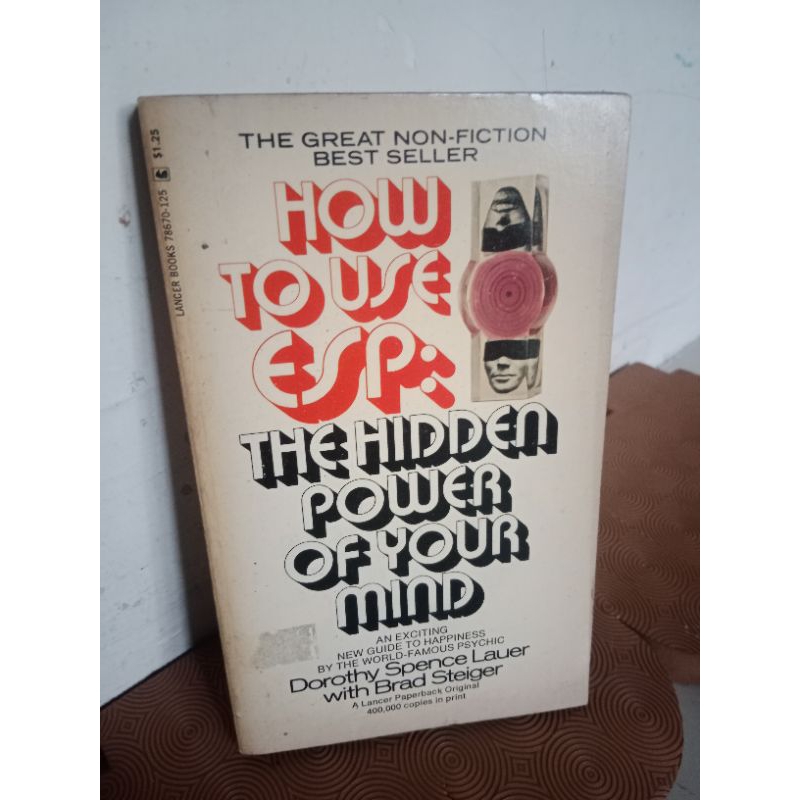 LANCER BOOKS 78670-125 $1.25
THE GREAT NON-FICTION
BEST SELLER
HOW
TO USE
ESP:
THE HIDDEN
POWER
OF YOUR
MIND
AN EXCITING
NEW GUIDE TO HAPPINESS
BY THE WORLD-FAMOUS PSYCHIC
Dorothy Spence Lauer
with Brad Steiger
A Lancer Paperback Original
400,000 copies in print